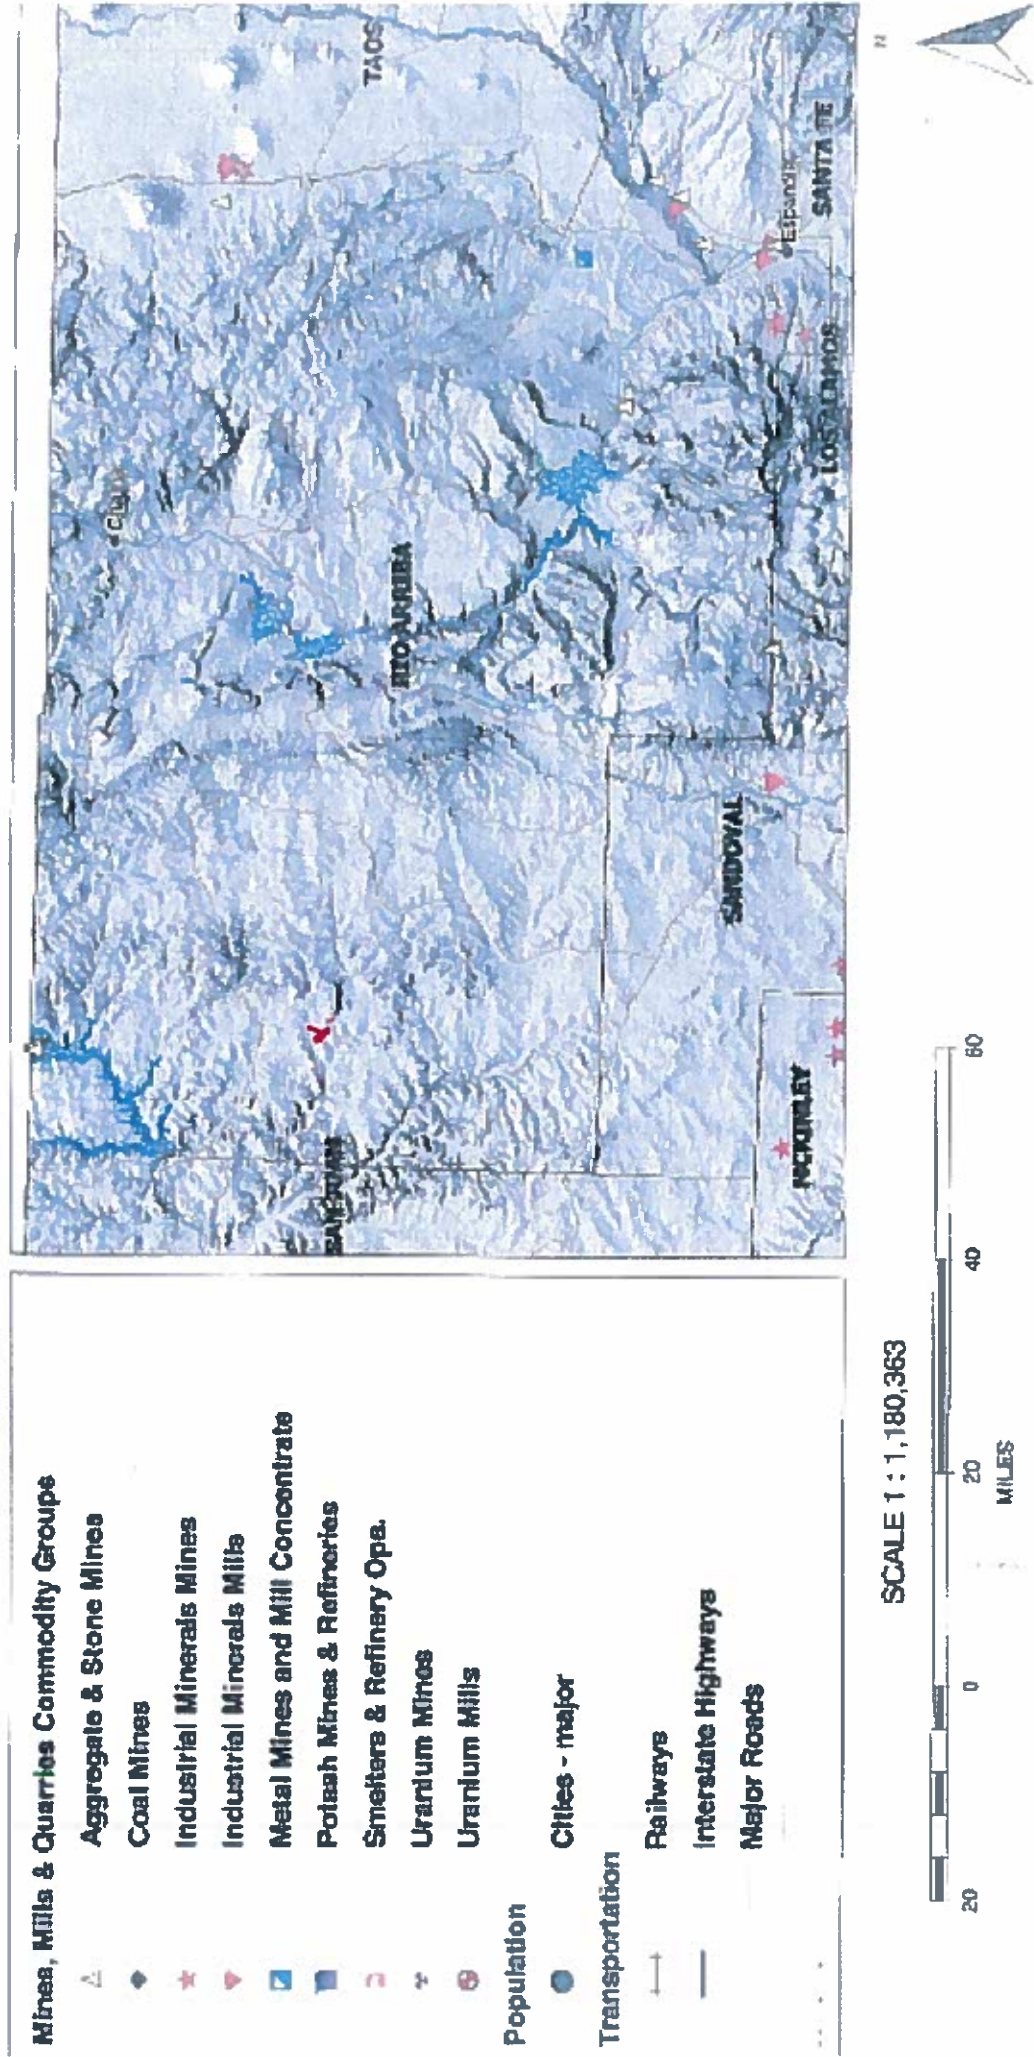 Mines, Mills & Quarries Commodity Groups
Aggregate & Stone Mines
Coal Mines
Industrial Minerals Mines
Industrial Minerals Mills
Metal Mines and Mill Concentrate
Potash Mines & Refineries
Smelters & Refinery Ops.
Uranium Mines
Uranium Mills
Population
Cities - major
Transportation
Railways
Interstate Highways
Major Roads
SAN JUAN
RIO ARRIBA
TAOS
Chama
MCKINLEY
SANDOVAL
LOS ALAMOS
Espanola
SANTA FE
SCALE 1 : 1,180,363
20 0 20 40 60
MILES
N